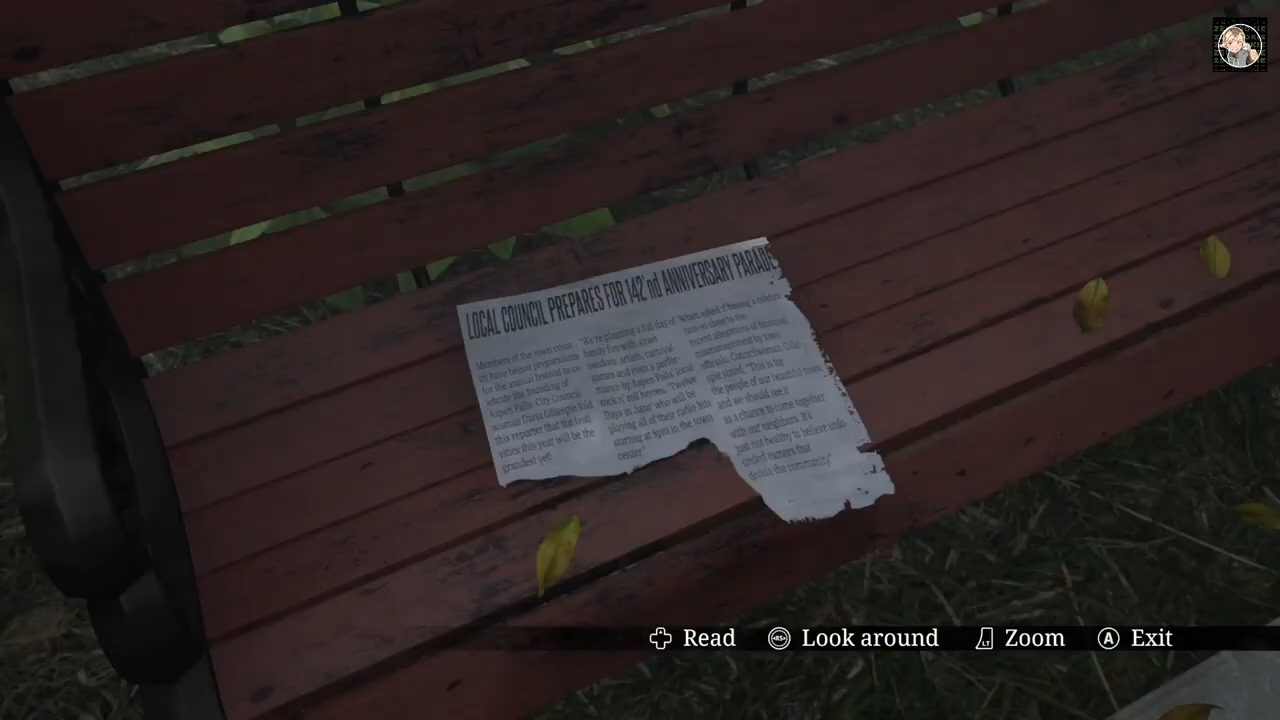 LOCAL COUNCIL PREPARES FOR 142'nd ANNIVERSARY PARADE
Members of the town coun-
cil have begun preparations
for the annual festival to ce-
lebrate the founding of
Aspen Falls. City Council
woman Darla Gillespie told
this reporter that the festi
vities this year will be the
grandest yet!
"We're planning a full day of
family fun with street
vendors, artists, carnival
games and even a perfor-
mance by Aspen Falls' local
rock n' roll heroes, 'Twelve
Days in June' who will be
playing all of their radio hits
starting at 8pm in the town
center."
When asked if having a celebra
tion so close to the
recent allegations of financial
mismanagement by town
officials, Councilwoman Gille-
spie stated, "This is for
the people of our beautiful town
and we should see it
as a chance to come together
with our neighbors. It's
just not healthy to believe unfo-
unded rumors that
divide the community."
Read
RS
Look around
LT
Zoom
A
Exit